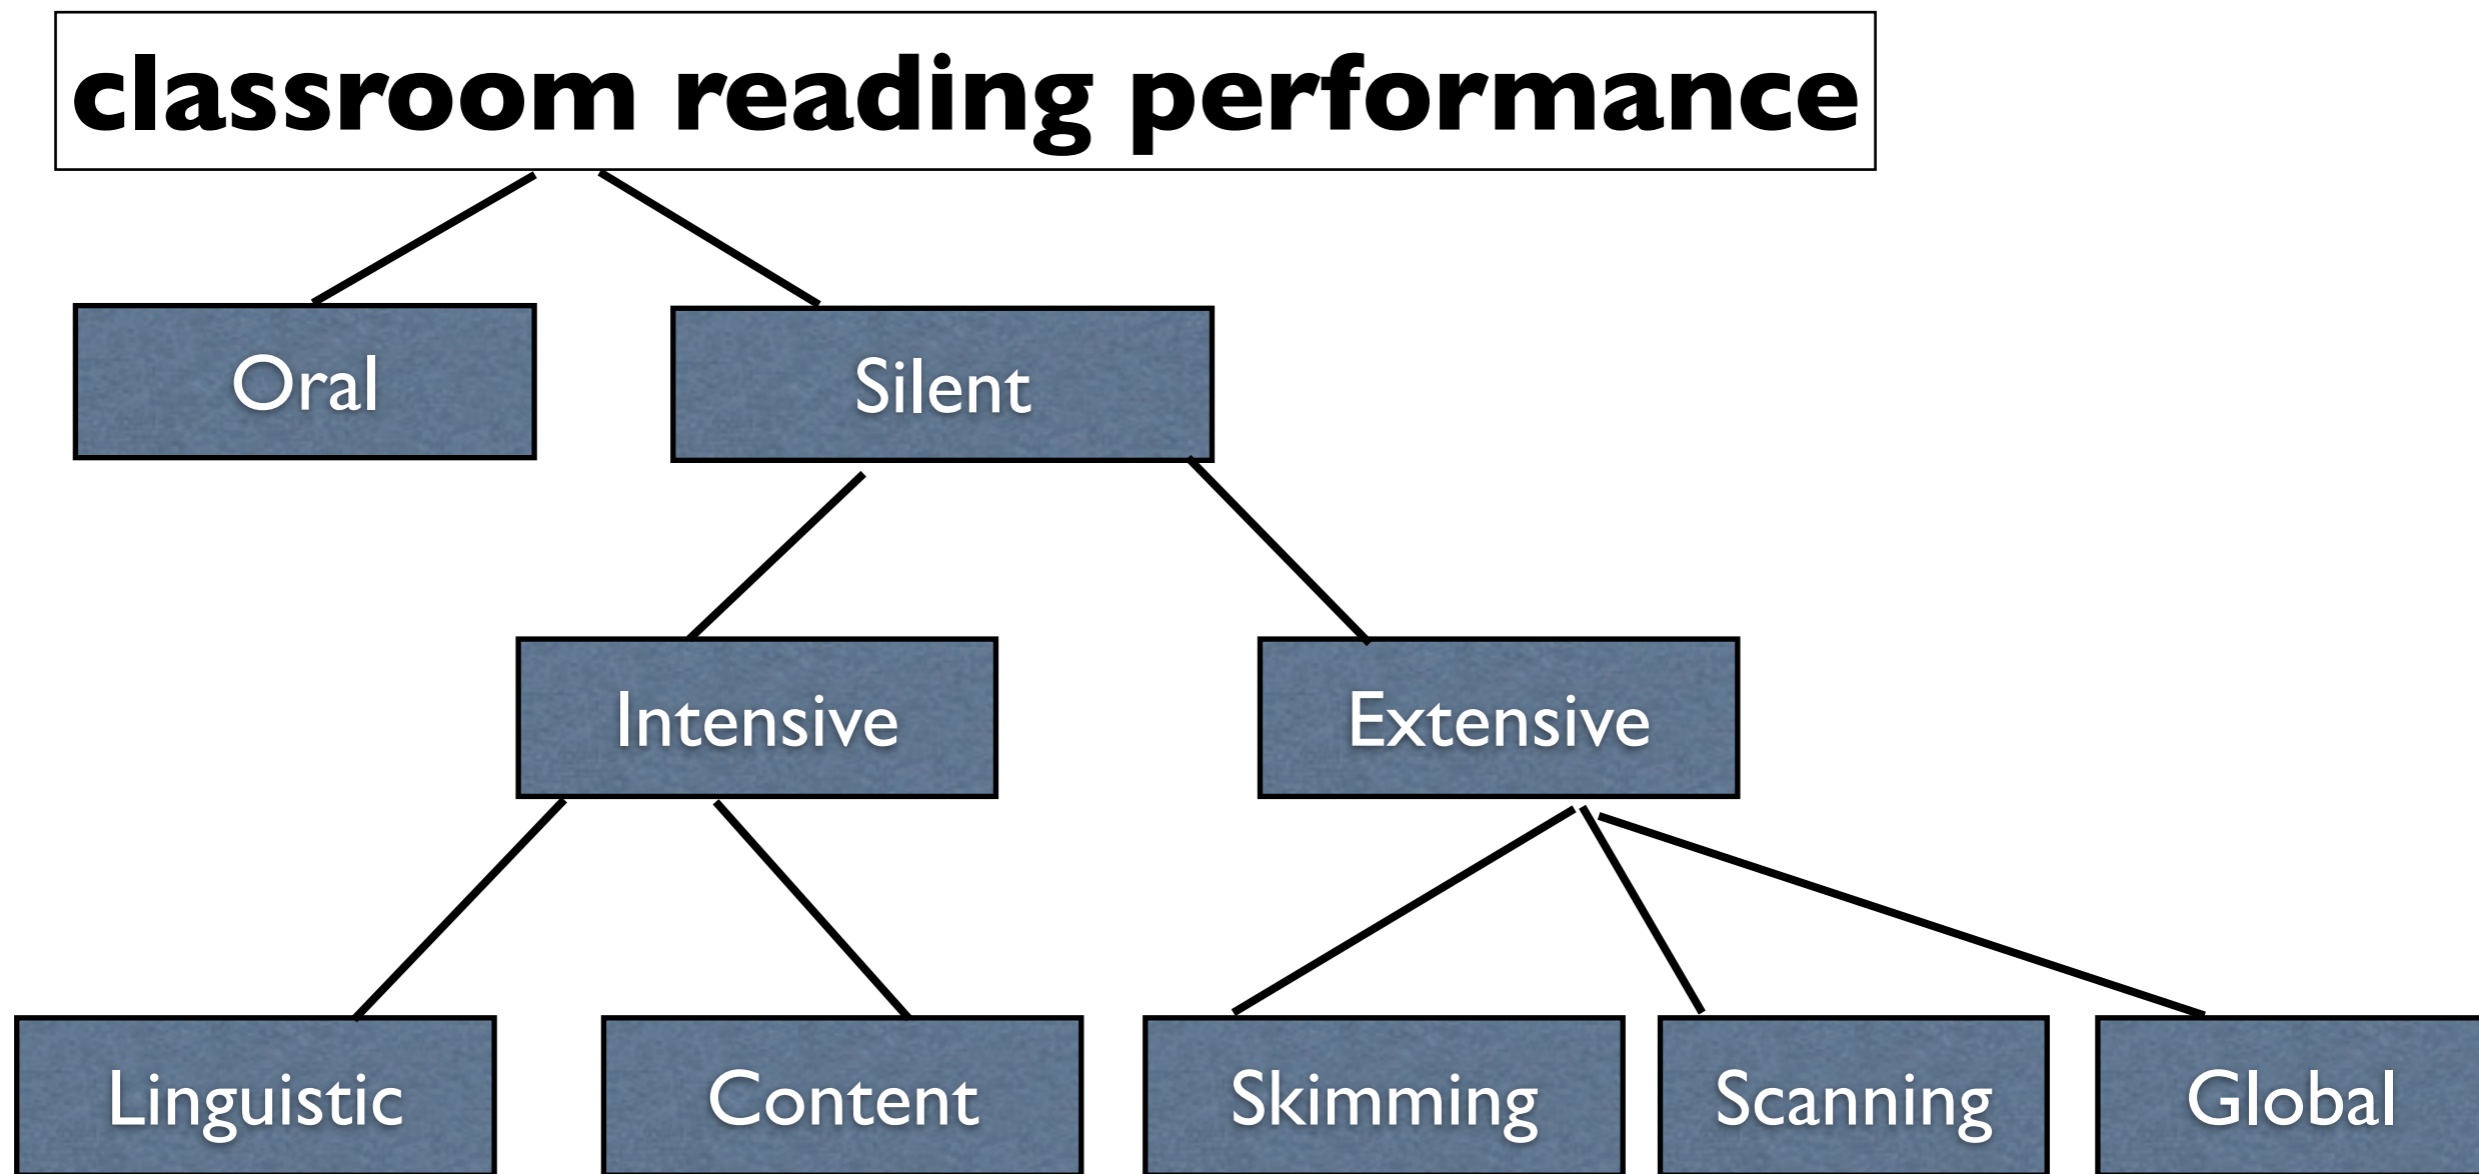 classroom reading performance
Oral
Silent
Intensive
Extensive
Linguistic
Content
Skimming
Scanning
Global